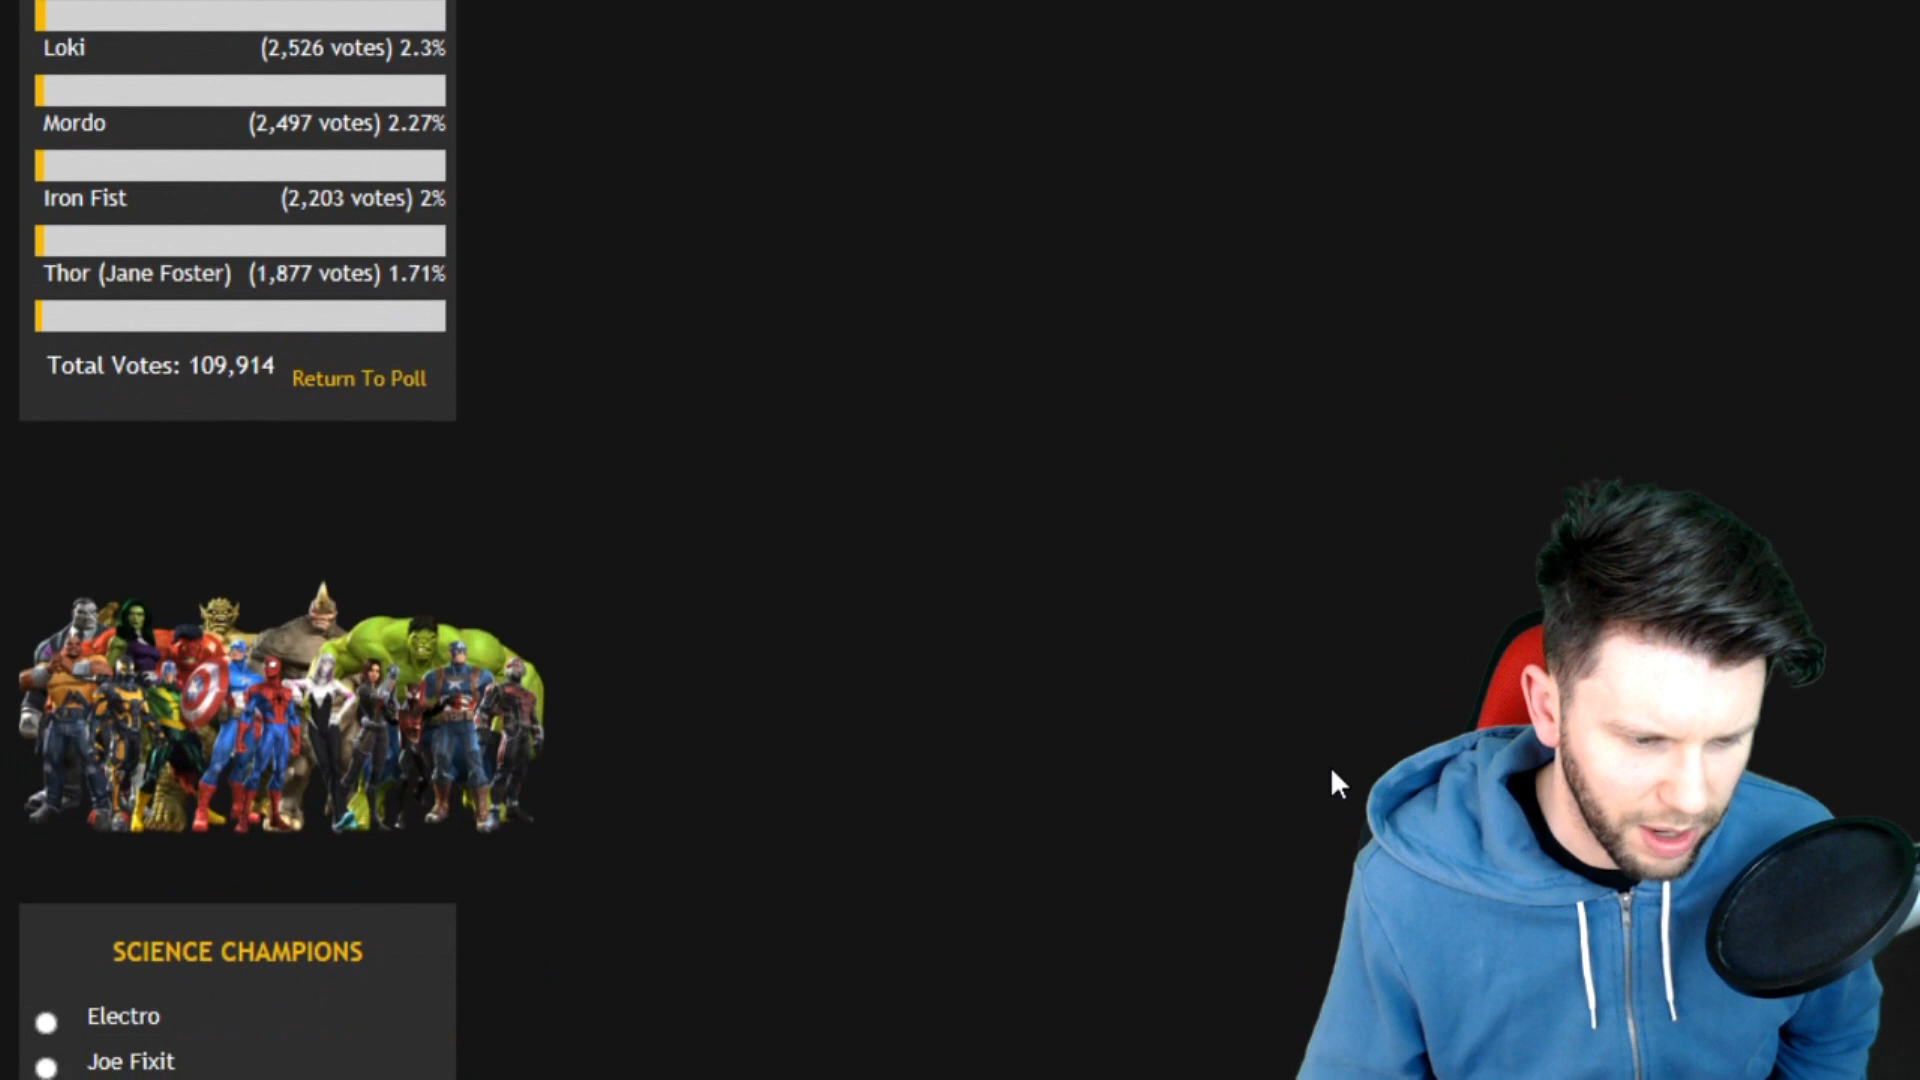 Loki (2,526 votes) 2.3%
Mordo (2,497 votes) 2.27%
Iron Fist (2,203 votes) 2%
Thor (Jane Foster) (1,877 votes) 1.71%
Total Votes: 109,914 Return To Poll
SCIENCE CHAMPIONS
Electro
Joe Fixit